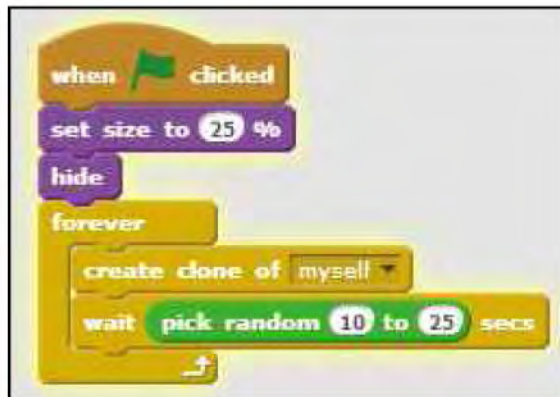 when clicked
set size to 25 %
hide
forever
create clone of myself
wait pick random 10 to 25 secs